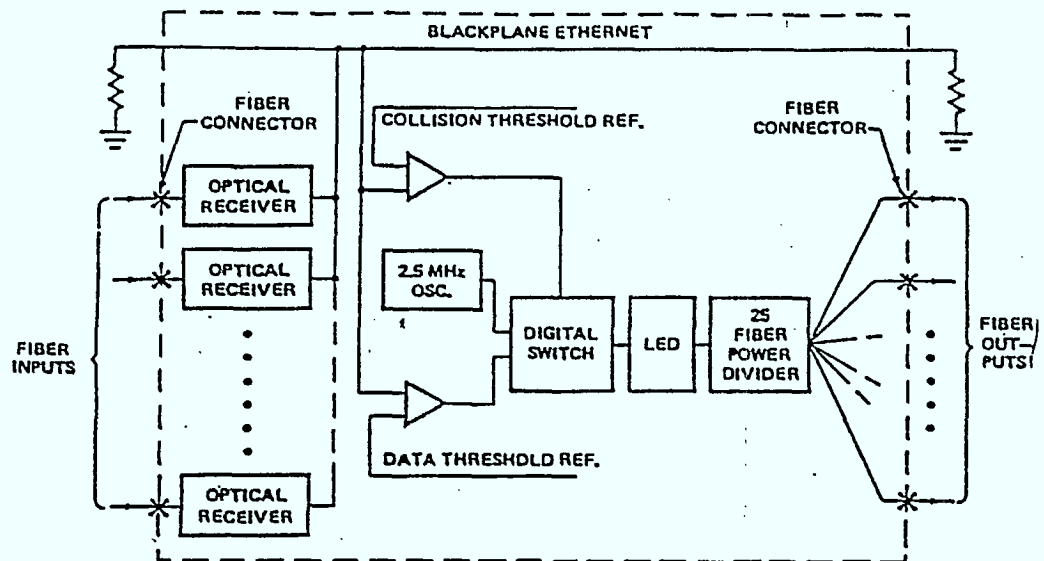 BLACKPLANE ETHERNET
FIBER
CONNECTOR
COLLISION THRESHOLD REF.
FIBER
CONNECTOR
OPTICAL
RECEIVER
OPTICAL
RECEIVER
2.5 MHz
OSC.
DIGITAL
SWITCH
LED
25
FIBER
POWER
DIVIDER
FIBER
INPUTS
FIBER
OUT-
PUTS
DATA THRESHOLD REF.
OPTICAL
RECEIVER